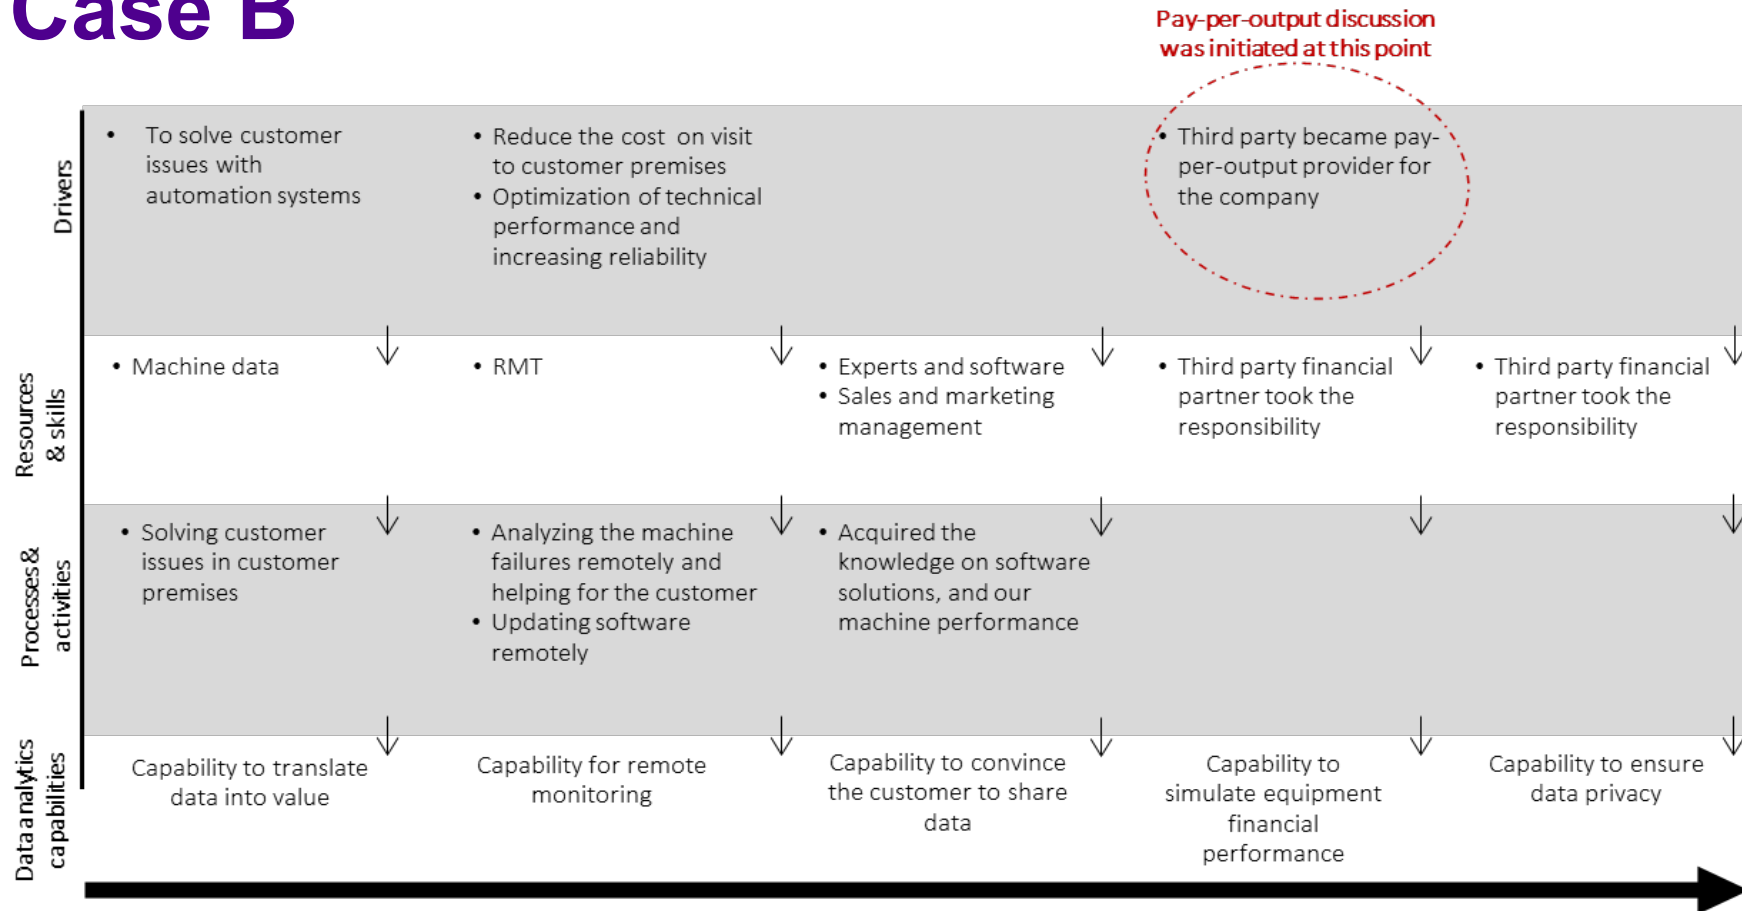 Case B
Pay-per-output discussion
was initiated at this point
Drivers
• To solve customer
issues with
automation systems
• Reduce the cost on visit
to customer premises
• Optimization of technical
performance and
increasing reliability
• Third party became pay-
per-output provider for
the company
Resources
& skills
• Machine data
• RMT
• Experts and software
• Sales and marketing
management
• Third party financial
partner took the
responsibility
• Third party financial
partner took the
responsibility
Processes &
activities
• Solving customer
issues in customer
premises
• Analyzing the machine
failures remotely and
helping for the customer
• Updating software
remotely
• Acquired the
knowledge on software
solutions, and our
machine performance
Data analytics
capabilities
Capability to translate
data into value
Capability for remote
monitoring
Capability to convince
the customer to share
data
Capability to
simulate equipment
financial
performance
Capability to ensure
data privacy